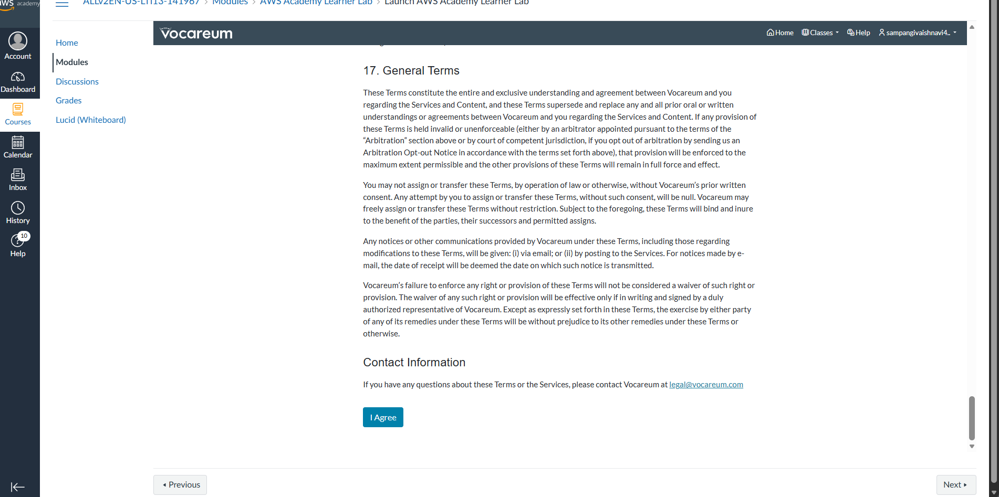 aws academy
ALLv2EN-US-LTI13-141967 > Modules > AWS Academy Learner Lab > Launch AWS Academy Learner Lab
Account
Dashboard
Courses
Calendar
Inbox
History
10
Help
Home
Modules
Discussions
Grades
Lucid (Whiteboard)
Vocareum
Home
Classes
Help
sampangivaishnavi4..
17. General Terms
These Terms constitute the entire and exclusive understanding and agreement between Vocareum and you
regarding the Services and Content, and these Terms supersede and replace any and all prior oral or written
understandings or agreements between Vocareum and you regarding the Services and Content. If any provision of
these Terms is held invalid or unenforceable (either by an arbitrator appointed pursuant to the terms of the
“Arbitration” section above or by court of competent jurisdiction, if you opt out of arbitration by sending us an
Arbitration Opt-out Notice in accordance with the terms set forth above), that provision will be enforced to the
maximum extent permissible and the other provisions of these Terms will remain in full force and effect.
You may not assign or transfer these Terms, by operation of law or otherwise, without Vocareum’s prior written
consent. Any attempt by you to assign or transfer these Terms, without such consent, will be null. Vocareum may
freely assign or transfer these Terms without restriction. Subject to the foregoing, these Terms will bind and inure
to the benefit of the parties, their successors and permitted assigns.
Any notices or other communications provided by Vocareum under these Terms, including those regarding
modifications to these Terms, will be given: (i) via email; or (ii) by posting to the Services. For notices made by e-
mail, the date of receipt will be deemed the date on which such notice is transmitted.
Vocareum’s failure to enforce any right or provision of these Terms will not be considered a waiver of such right or
provision. The waiver of any such right or provision will be effective only if in writing and signed by a duly
authorized representative of Vocareum. Except as expressly set forth in these Terms, the exercise by either party
of any of its remedies under these Terms will be without prejudice to its other remedies under these Terms or
otherwise.
Contact Information
If you have any questions about these Terms or the Services, please contact Vocareum at legal@vocareum.com
I Agree
Previous
Next